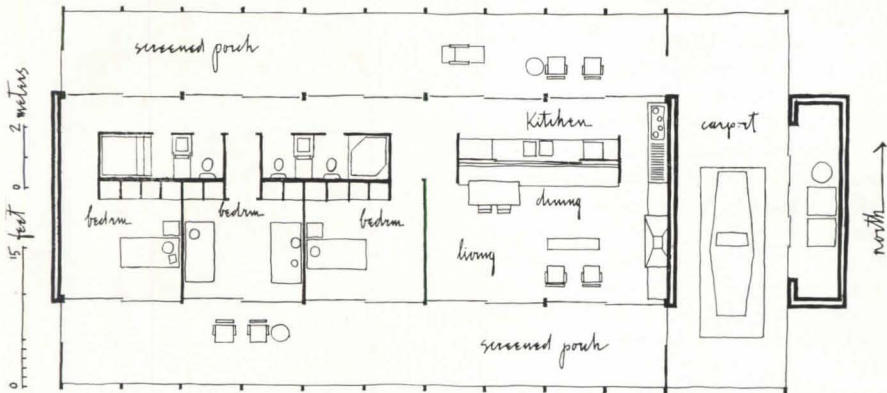 screened porch
Kitchen
carport
bedrm
bedrm
bedrm
dining
living
screened porch
0 2 meters
0 15 feet
north